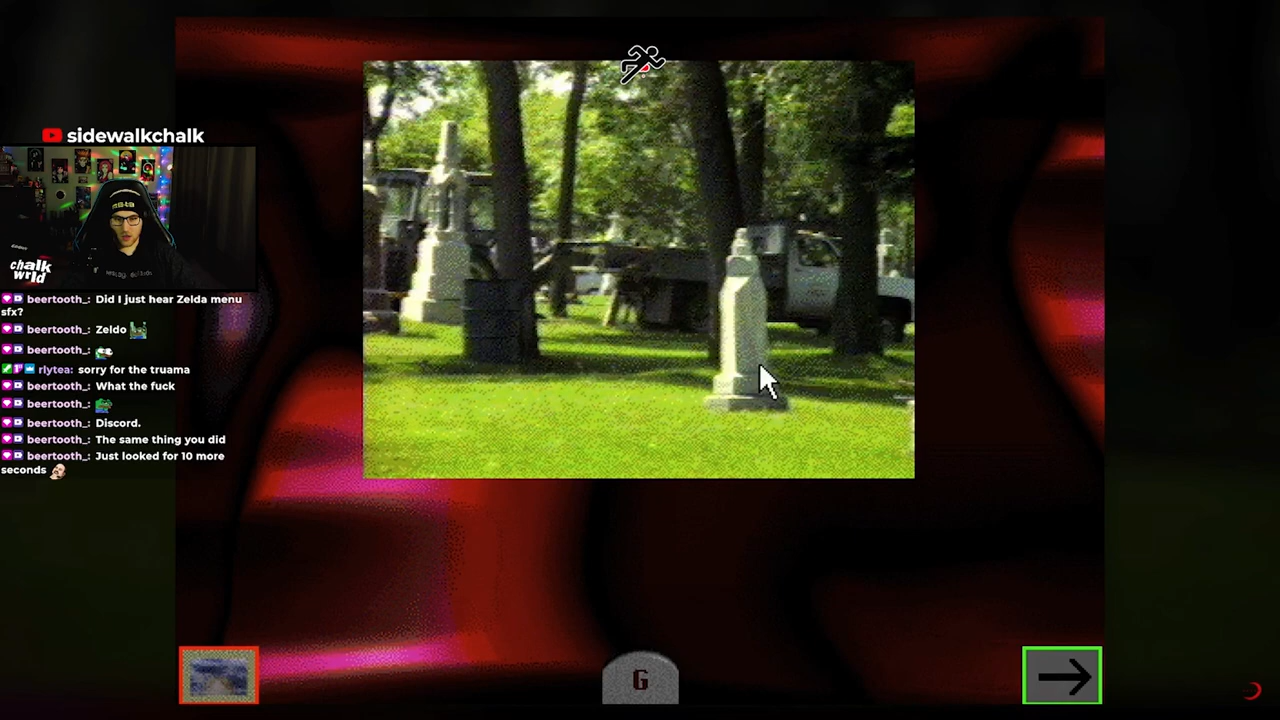 sidewalkchalk
chalk
wrld
beertooth_: Did I just hear Zelda menu
sfx?
beertooth_: Zeldo
beertooth_:
rlytea: sorry for the truama
beertooth_: What the fuck
beertooth_:
beertooth_: Discord.
beertooth_: The same thing you did
beertooth_: Just looked for 10 more
seconds
G